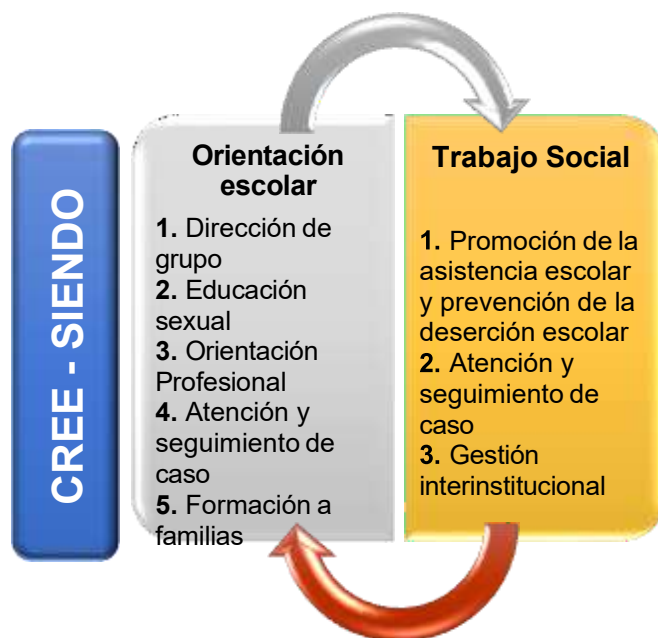 CREE - SIENDO
Orientación
escolar
1. Dirección de
grupo
2. Educación
sexual
3. Orientación
Profesional
4. Atención y
seguimiento de
caso
5. Formación a
familias
Trabajo Social
1. Promoción de la
asistencia escolar
y prevención de la
deserción escolar
2. Atención y
seguimiento de
caso
3. Gestión
interinstitucional